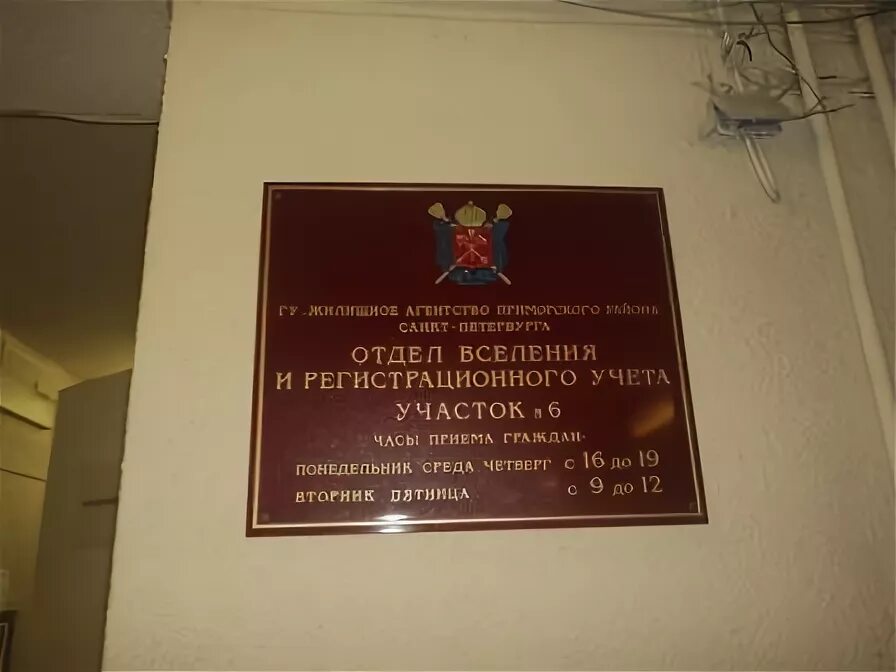 ГУ ЖИЛИЩНОЕ АГЕНТСТВО ПРИМОРСКОГО РАЙОНА
САНКТ-ПЕТЕРБУРГА
ОТДЕЛ ВСЕЛЕНИЯ
И РЕГИСТРАЦИОННОГО УЧЕТА
УЧАСТОК № 6
ЧАСЫ ПРИЕМА ГРАЖДАН
ПОНЕДЕЛЬНИК СРЕДА ЧЕТВЕРГ С 16 ДО 19
ВТОРНИК ПЯТНИЦА С 9 ДО 12